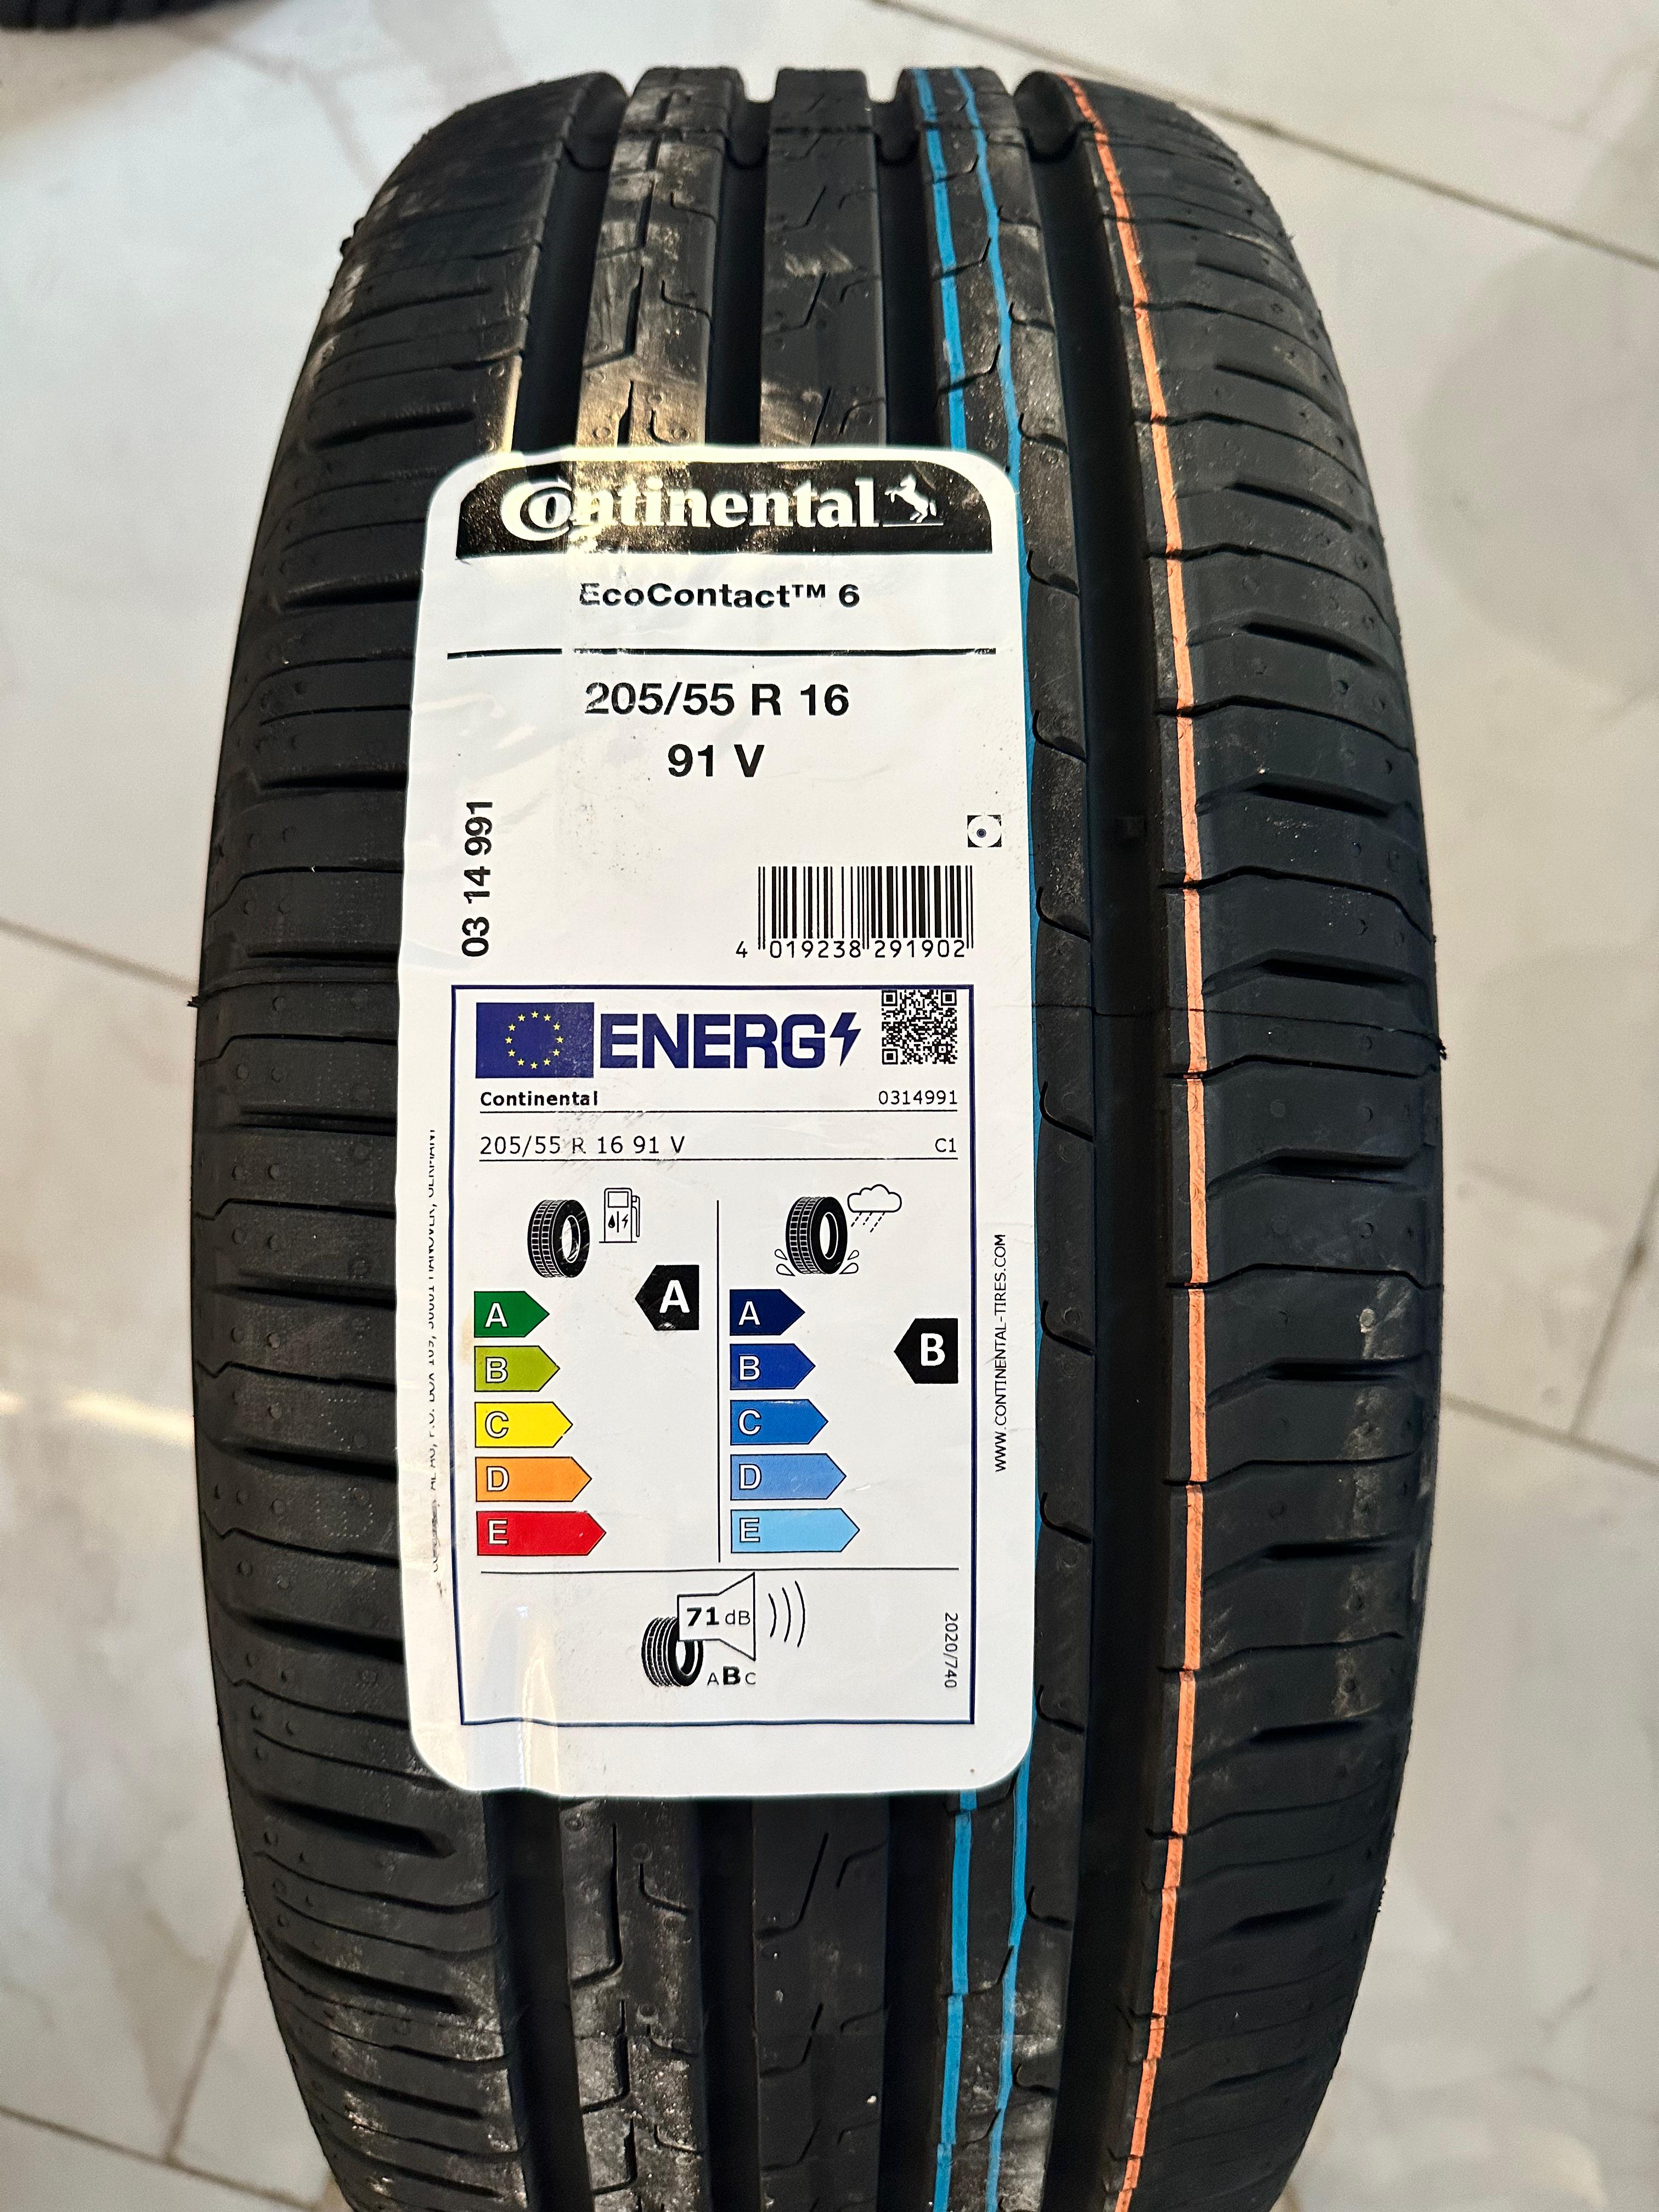 Continental
EcoContact™ 6
205/55 R 16
91 V
03 14 991
4 019238 291902
ENERG
Continental 0314991
205/55 R 16 91 V C1
A
A
B
C
D
E
B
A
B
C
D
E
71 dB
ABC
2020/740
WWW.CONTINENTAL-TIRES.COM